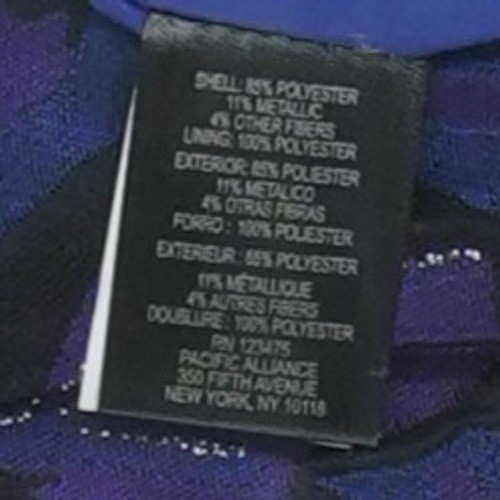 SHELL: 85% POLYESTER
11% METALLIC
4% OTHER FIBERS
LINING: 100% POLYESTER
EXTERIOR: 85% POLIESTER
11% METALICO
4% OTRAS FIBRAS
FORRO : 100% POLIESTER
EXTERIEUR : 85% POLYESTER
11% MÉTALLIQUE
4% AUTRES FIBERS
DOUBLURE : 100% POLYESTER
RN 123475
PACIFIC ALLIANCE
350 FIFTH AVENUE
NEW YORK, NY 10118